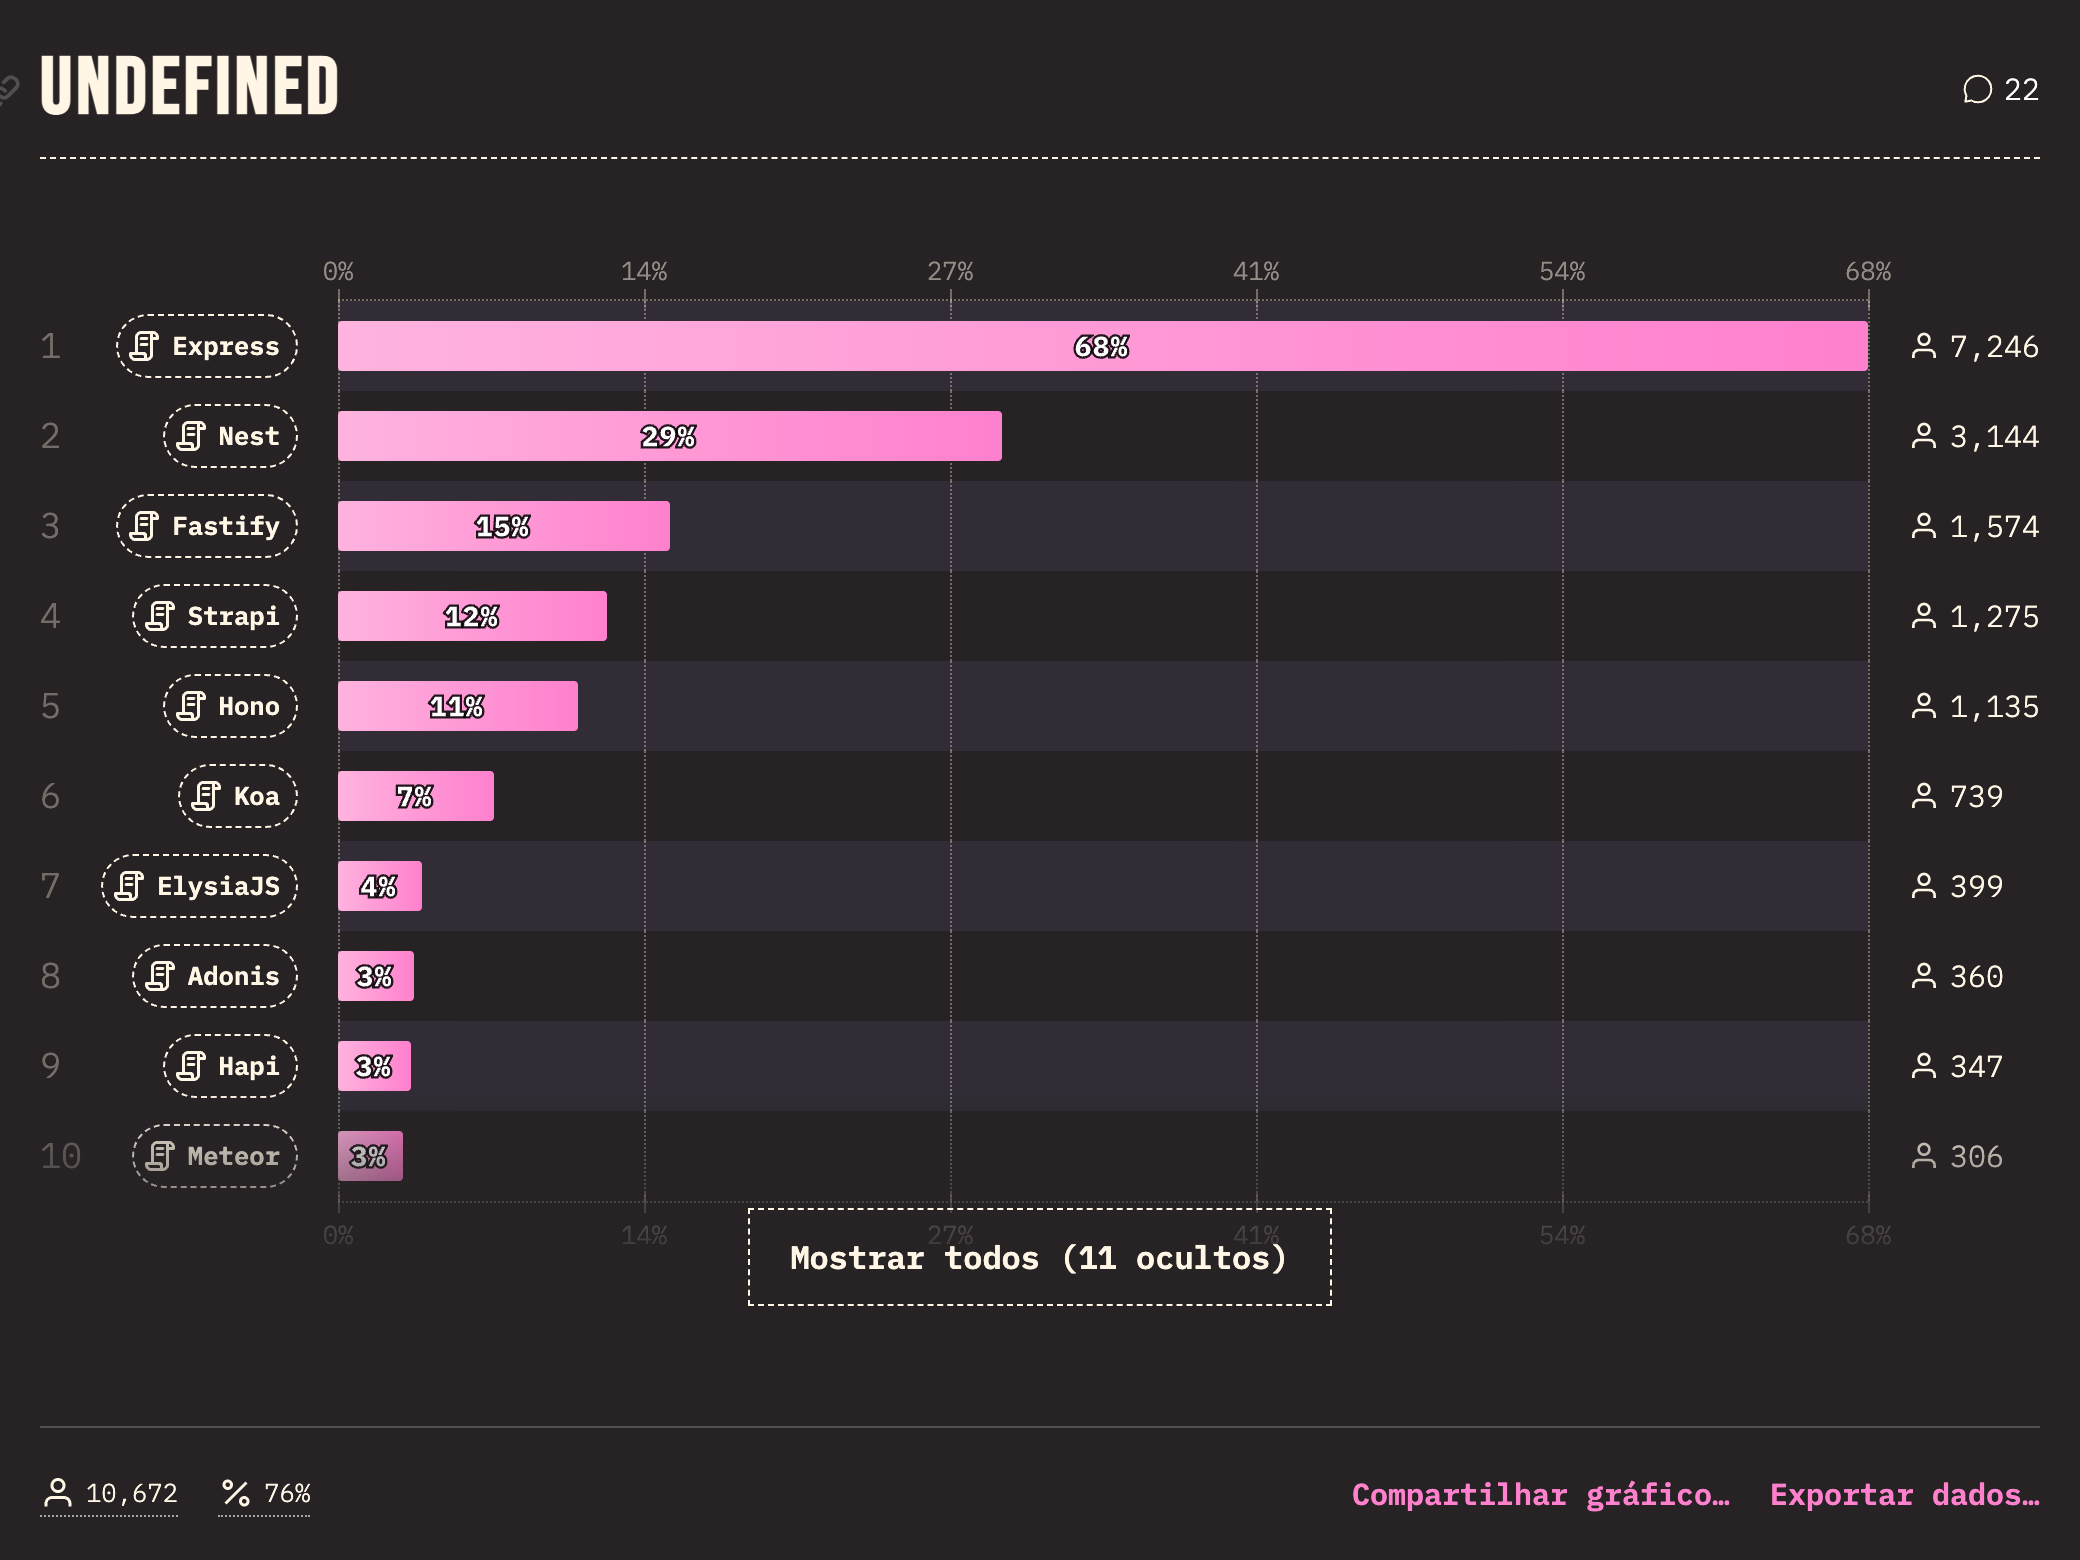 UNDEFINED
22
0% 14% 27% 41% 54% 68%
1 Express 68% 7,246
2 Nest 29% 3,144
3 Fastify 15% 1,574
4 Strapi 12% 1,275
5 Hono 11% 1,135
6 Koa 7% 739
7 ElysiaJS 4% 399
8 Adonis 3% 360
9 Hapi 3% 347
10 Meteor 3% 306
0% 14% 27% 41% 54% 68%
Mostrar todos (11 ocultos)
10,672 % 76% Compartilhar gráfico… Exportar dados…